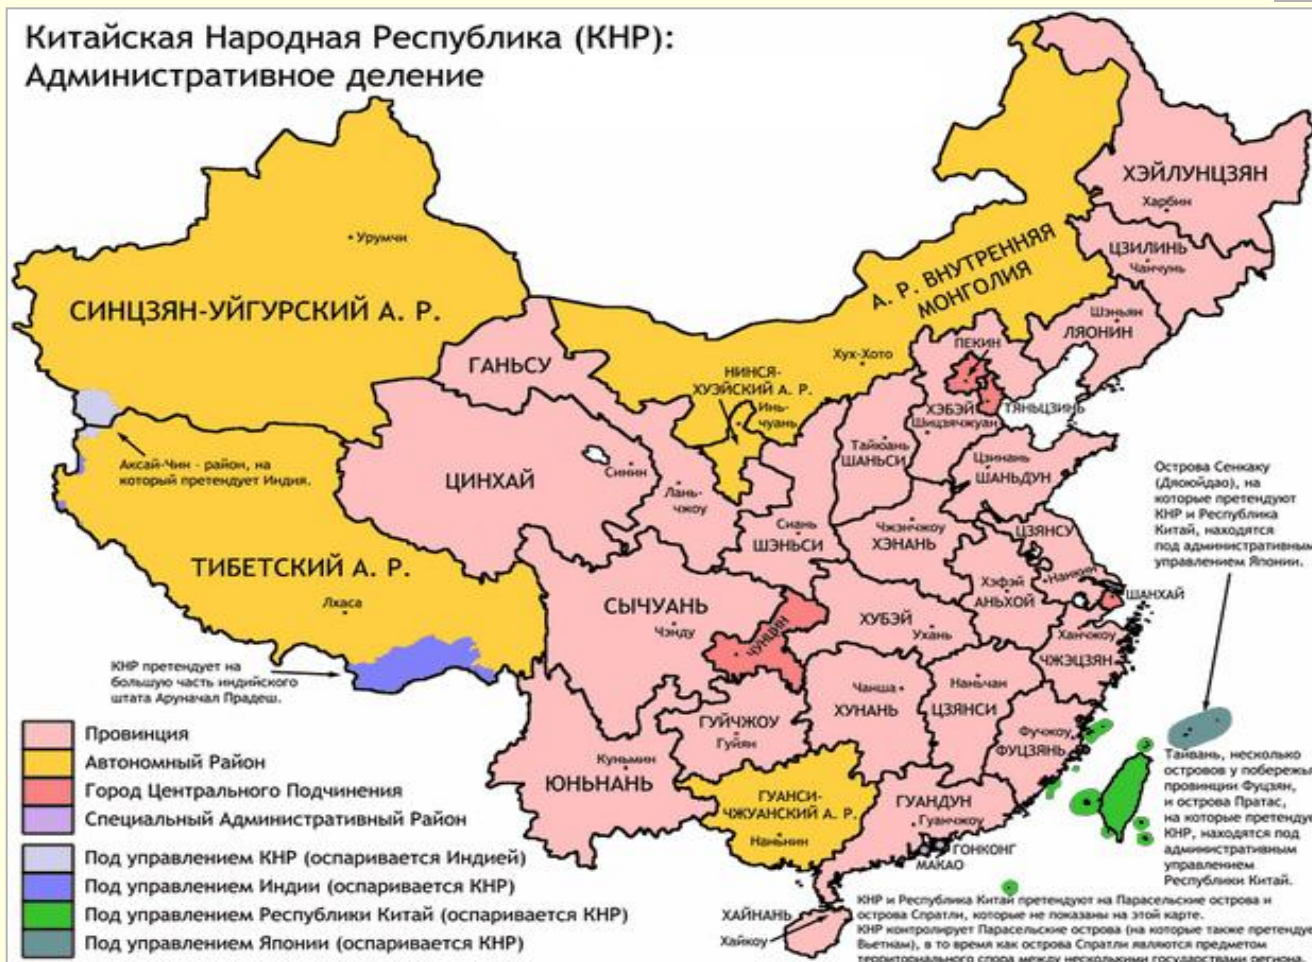 Китайская Народная Республика (КНР):
Административное деление
ХЭЙЛУНЦЗЯН
Харбин
Урумчи
ЦЗИЛИНЬ
Чанчунь
А. Р. ВНУТРЕННЯЯ
МОНГОЛИЯ
СИНЦЗЯН-УЙГУРСКИЙ А. Р.
Шэньян
ЛЯОНИН
ПЕКИН
ГАНЬСУ
Хух-Хото
НИНСЯ-
ХУЭЙСКИЙ А. Р.
Инь-
чуань
ХЭБЭЙ
Шицзячжуан
ТЯНЬЦЗИНЬ
Тайюань
ШАНЬСИ
Цзинань
ШАНЬДУН
Аксай-Чин - район, на
который претендует Индия.
ЦИНХАЙ
Синин
Лань-
чжоу
Острова Сенкаку
(Дяоюйдао), на
которые претендуют
КНР и Республика
Китай, находятся
под административным
управлением Японии.
Сиань
ШЭНЬСИ
Чжэнчжоу
ХЭНАНЬ
ЦЗЯНСУ
Нанкин
ТИБЕТСКИЙ А. Р.
Лхаса
СЫЧУАНЬ
Чэнду
ЧУНЦИН
ХУБЭЙ
Ухань
Хэфэй
АНЬХОЙ
ШАНХАЙ
Ханчжоу
ЧЖЭЦЗЯН
КНР претендует на
большую часть индийского
штата Аруначал Прадеш.
Чанша
ХУНАНЬ
Наньчан
ЦЗЯНСИ
ГУЙЧЖОУ
Гуйян
Фучжоу
ФУЦЗЯНЬ
Куньмин
ЮНЬНАНЬ
ГУАНСИ-
ЧЖУАНСКИЙ А. Р.
Наньнин
ГУАНДУН
Гуанчжоу
ГОНКОНГ
МАКАО
Тайвань, несколько
островов у побережья
провинции Фуцзян,
и острова Пратас,
на которые претендуе
КНР, находятся под
административным
управлением
Республики Китай.
ХАЙНАНЬ
Хайкоу
КНР и Республика Китай претендуют на Парасельские острова и
острова Спратли, которые не показаны на этой карте.
КНР контролирует Парасельские острова (на которые также претендуе
Вьетнам), в то время как острова Спратли являются предметом
территориального спора между несколькими государствами региона.
Провинция
Автономный Район
Город Центрального Подчинения
Специальный Административный Район
Под управлением КНР (оспаривается Индией)
Под управлением Индии (оспаривается КНР)
Под управлением Республики Китай (оспаривается КНР)
Под управлением Японии (оспаривается КНР)